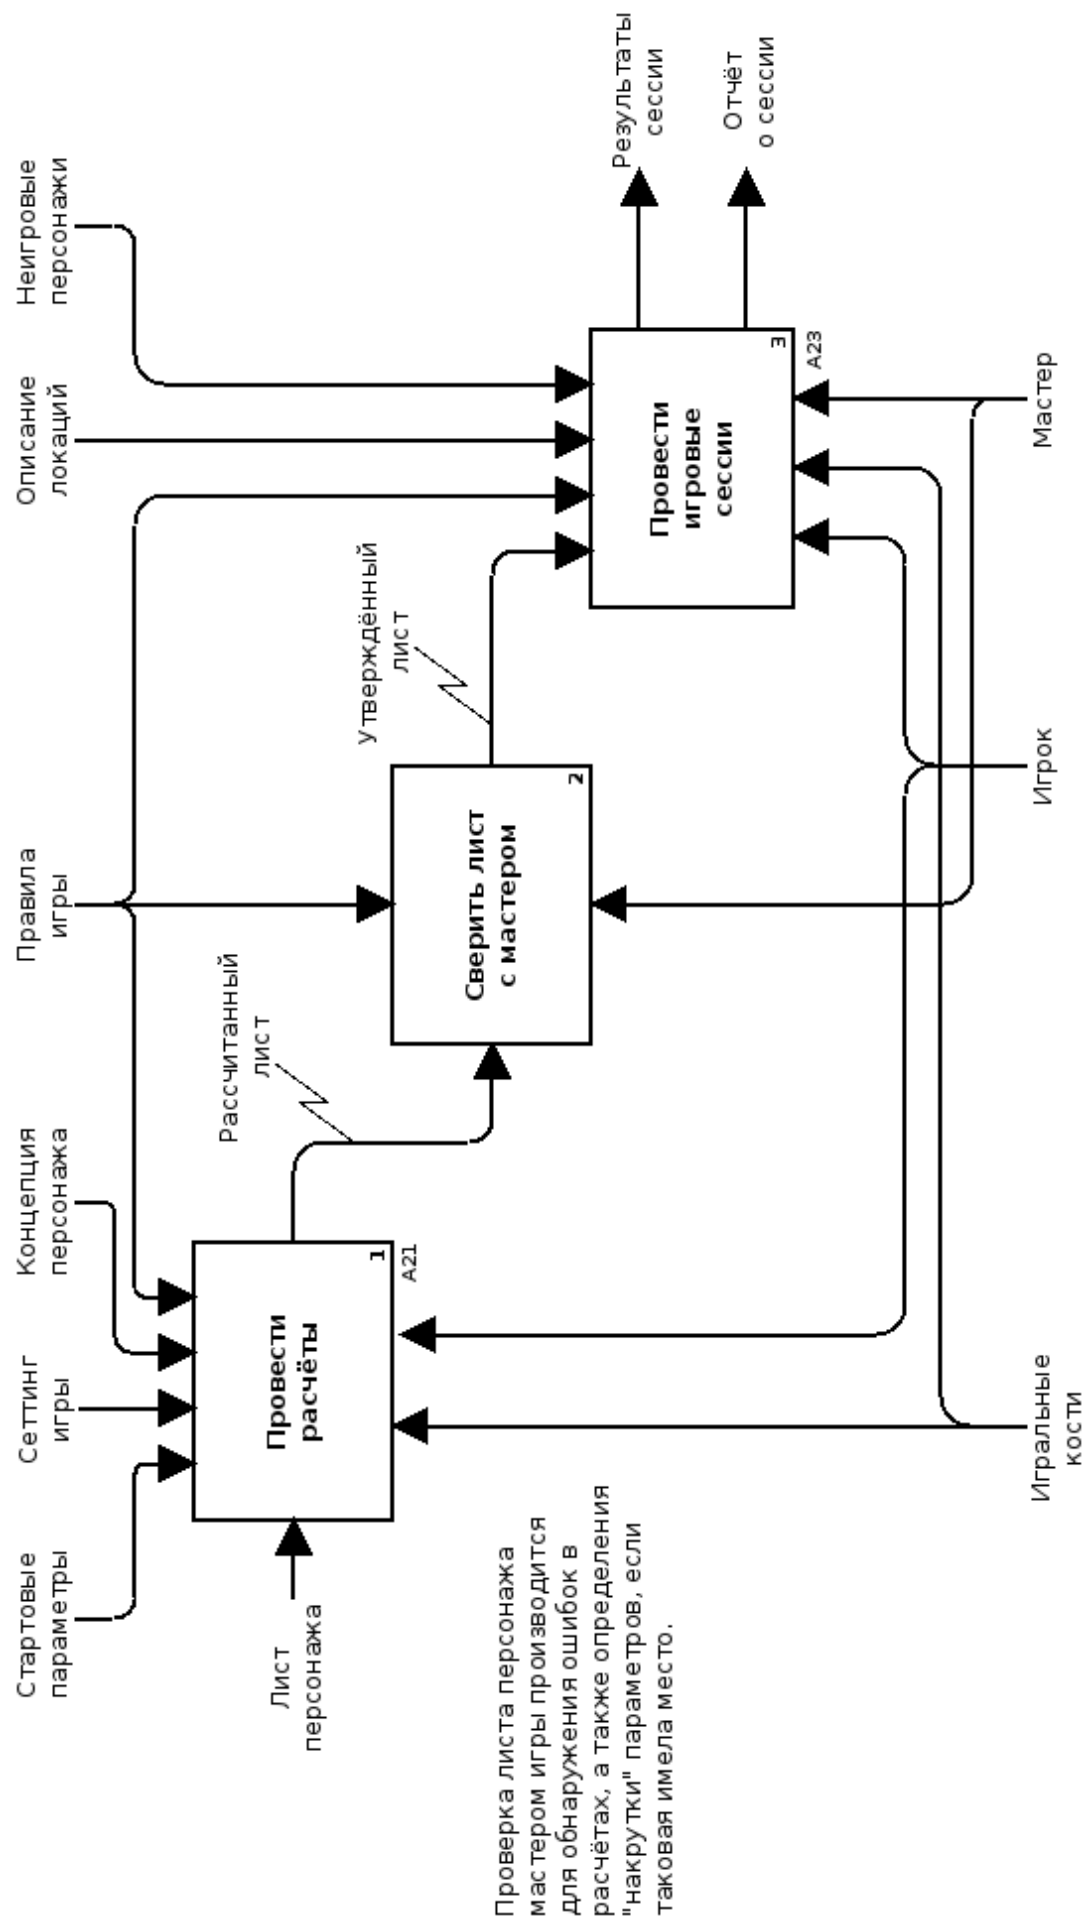 Стартовые
параметры
Сеттинг
игры
Концепция
персонажа
Правила
игры
Описание
локаций
Неигровые
персонажи
Лист
персонажа
Провести
расчёты
1
А21
Рассчитанный
лист
Сверить лист
с мастером
2
Утверждённый
лист
Провести
игровые
сессии
3
А23
Результаты
сессии
Отчёт
о сессии
Проверка листа персонажа
мастером игры производится
для обнаружения ошибок в
расчётах, а также определения
"накрутки" параметров, если
таковая имела место.
Игральные
кости
Игрок
Мастер